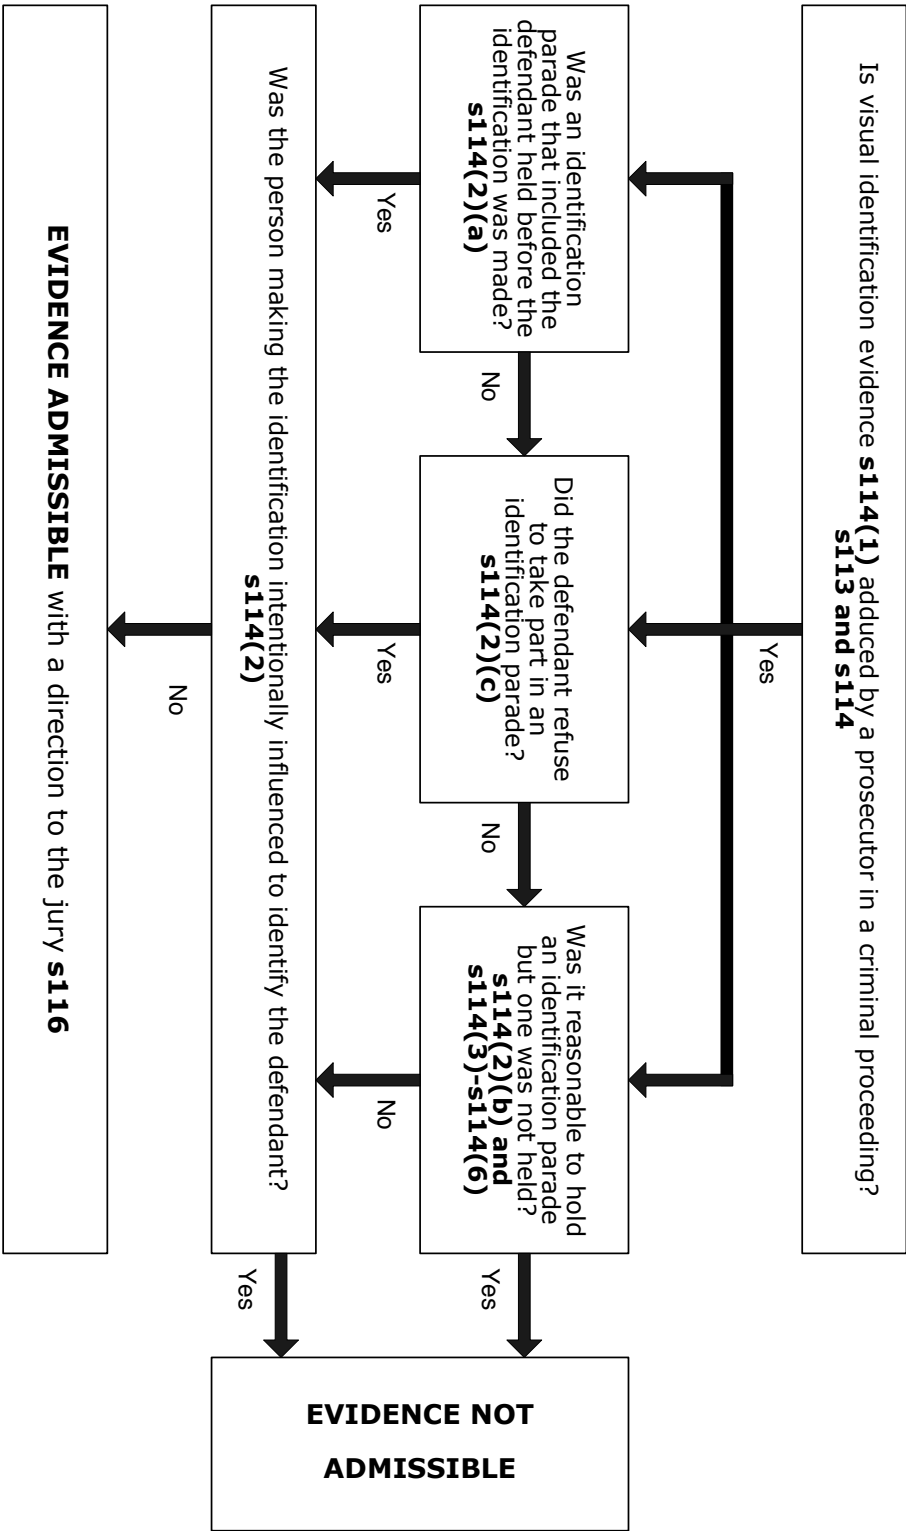 Is visual identification evidence s114(1) adduced by a prosecutor in a criminal proceeding?
s113 and s114
Yes
Was an identification
parade that included the
defendant held before the
identification was made?
s114(2)(a)
No
Did the defendant refuse
to take part in an
identification parade?
s114(2)(c)
No
Was it reasonable to hold
an identification parade
but one was not held?
s114(2)(b) and
s114(3)-s114(6)
Yes
Yes
Yes
No
Was the person making the identification intentionally influenced to identify the defendant?
s114(2)
Yes
EVIDENCE NOT
ADMISSIBLE
No
EVIDENCE ADMISSIBLE with a direction to the jury s116